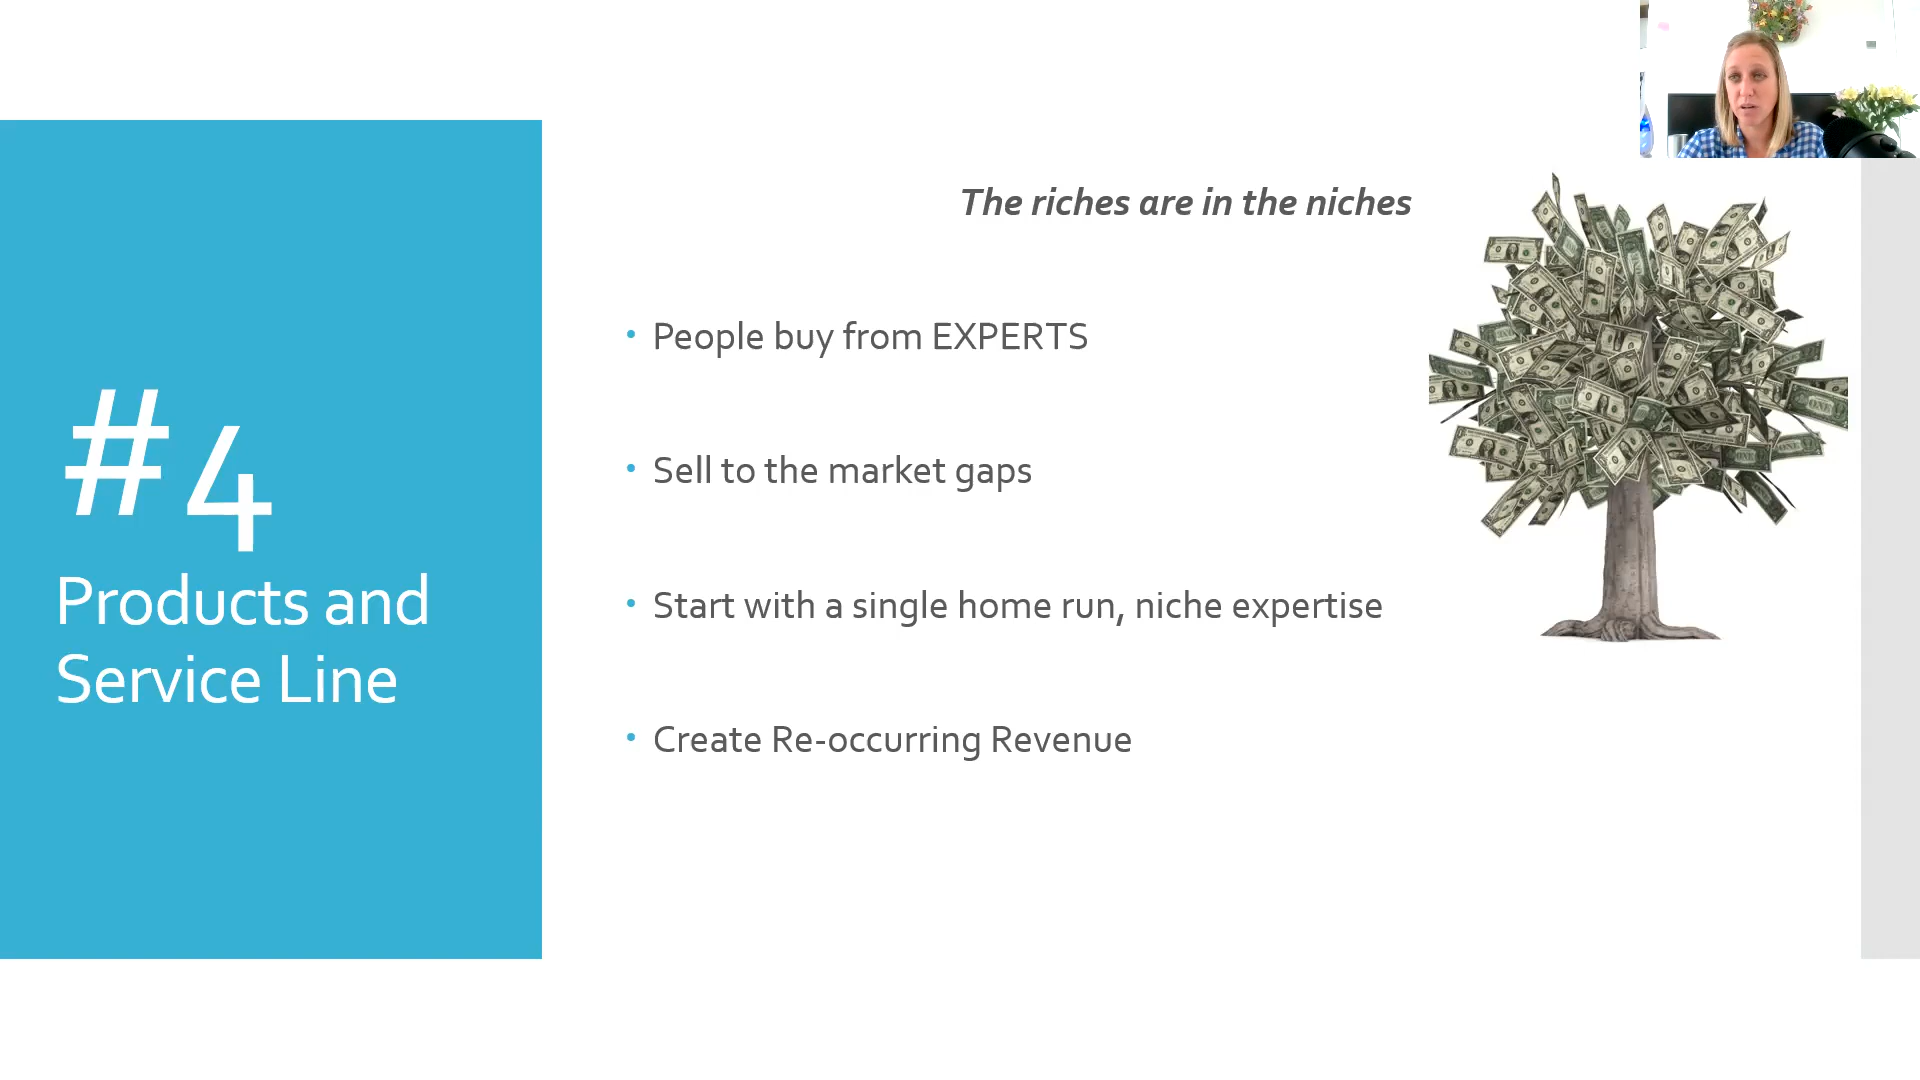 #4
Products and
Service Line
The riches are in the niches
• People buy from EXPERTS
• Sell to the market gaps
• Start with a single home run, niche expertise
• Create Re-occurring Revenue